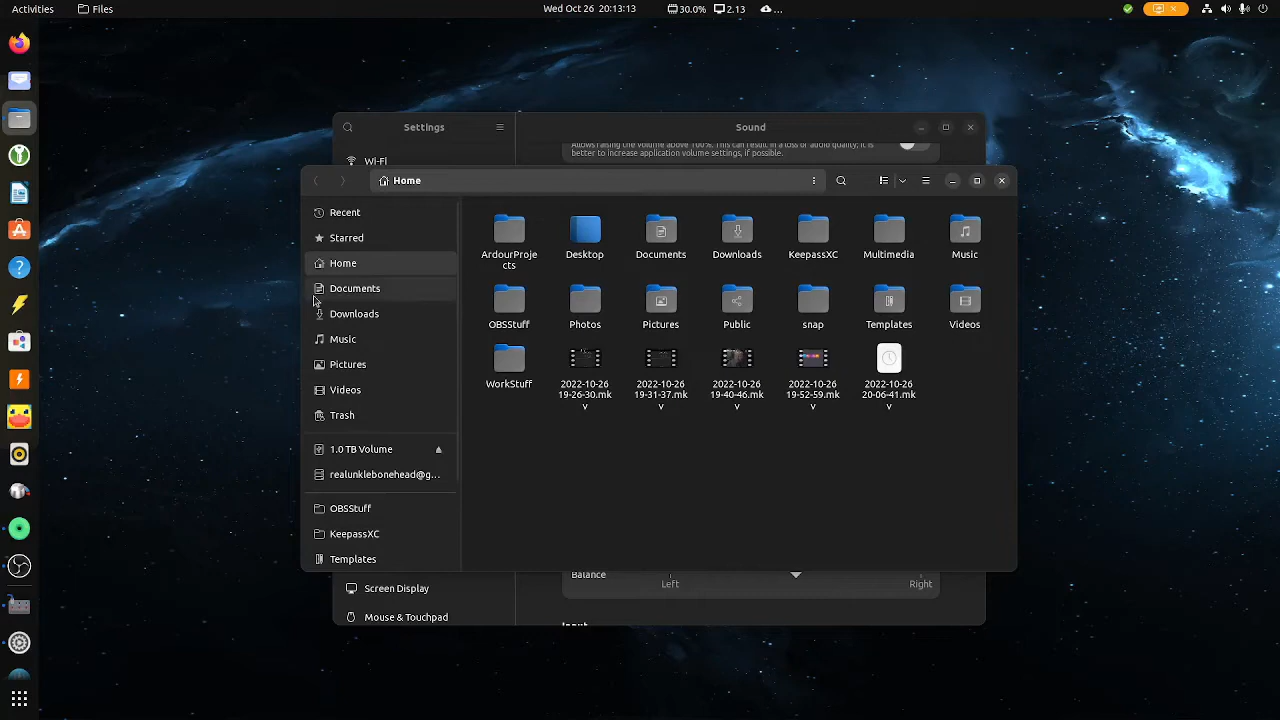 Activities
Files
Wed Oct 26 20:13:13
30.0%
2.13
...
Settings
Sound
Wi-Fi
Allows raising the volume above 100%. This can result in a loss of audio quality; it is
better to increase application volume settings, if possible.
Home
Recent
Starred
Home
Documents
Downloads
Music
Pictures
Videos
Trash
1.0 TB Volume
realunklebonehead@g...
OBSStuff
KeepassXC
Templates
ArdourProje
cts
Desktop
Documents
Downloads
KeepassXC
Multimedia
Music
OBSStuff
Photos
Pictures
Public
snap
Templates
Videos
WorkStuff
2022-10-26
19-26-30.mk
v
2022-10-26
19-31-37.mk
v
2022-10-26
19-40-46.mk
v
2022-10-26
19-52-59.mk
v
2022-10-26
20-06-41.mk
v
Screen Display
Mouse & Touchpad
Balance
Left
Right
Input